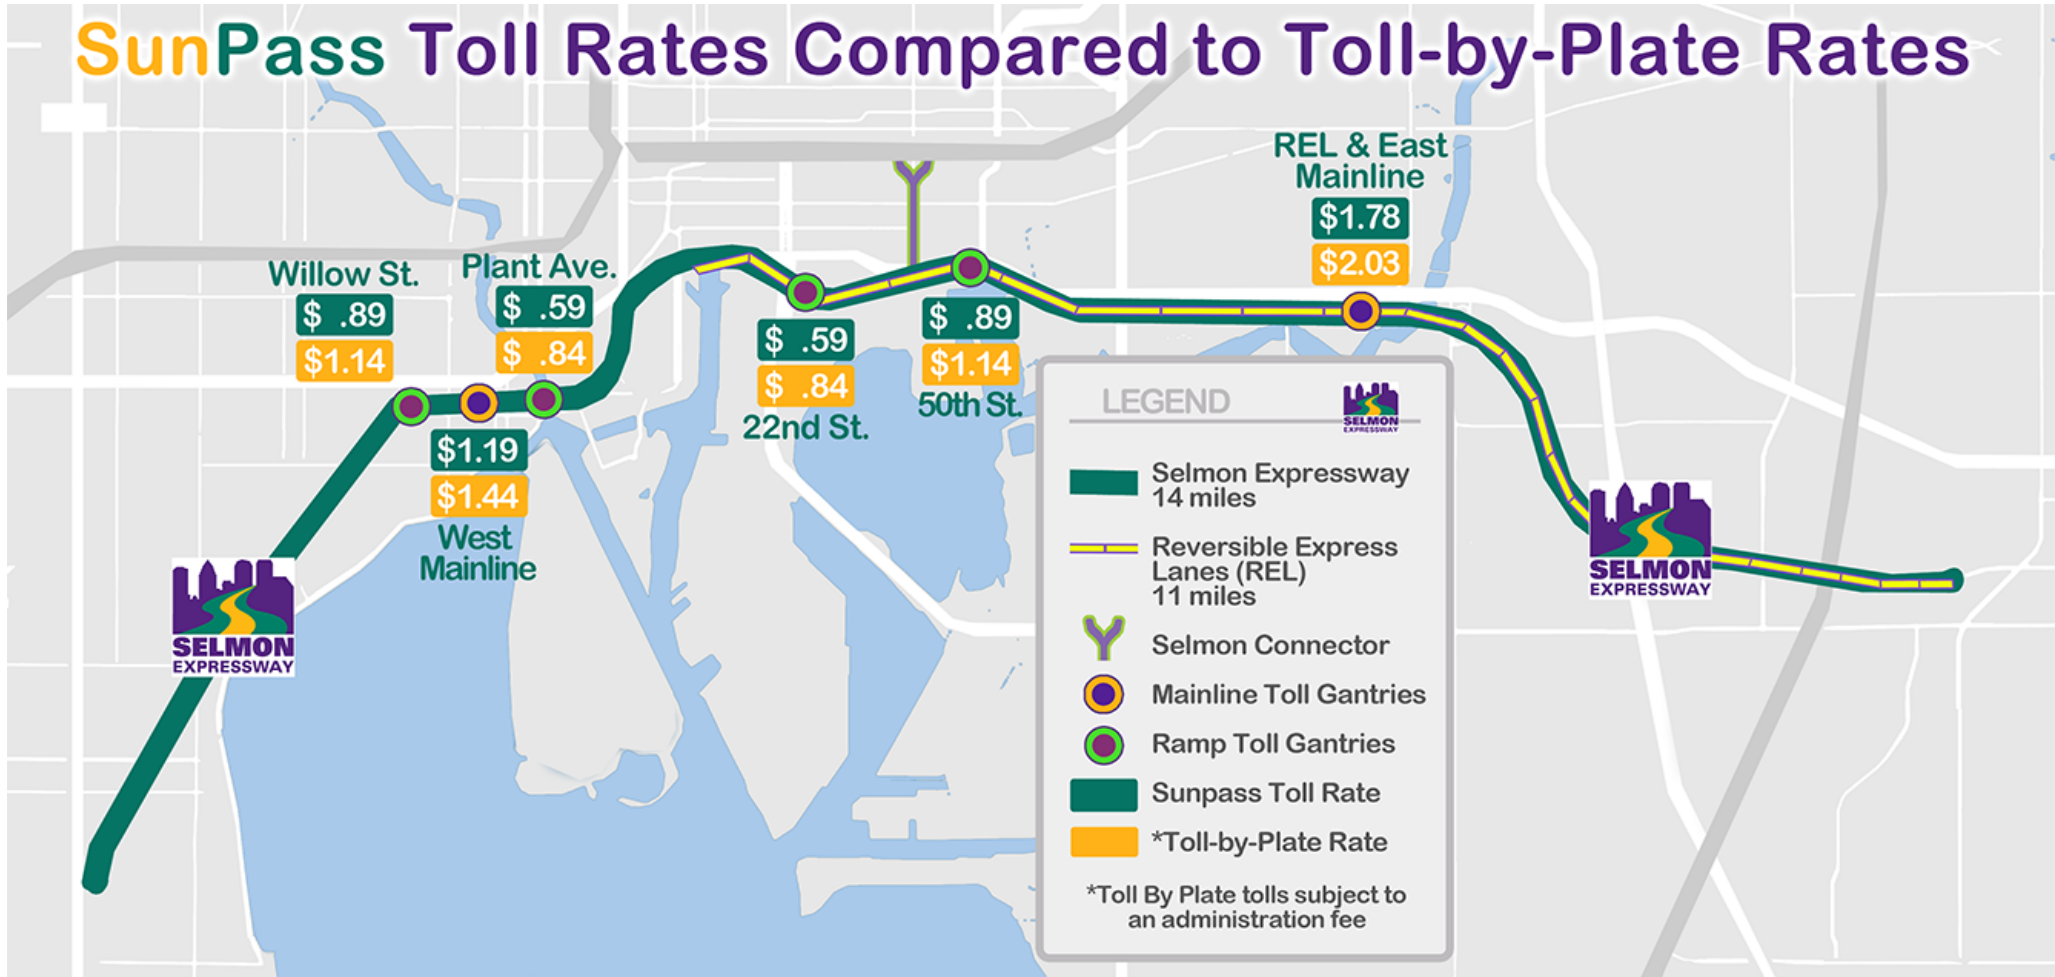 SunPass Toll Rates Compared to Toll-by-Plate Rates
REL & East
Mainline
$1.78
$2.03
Willow St.
$ .89
$1.14
Plant Ave.
$ .59
$ .84
$ .59
$ .84
22nd St.
$ .89
$1.14
50th St.
$1.19
$1.44
West
Mainline
SELMON
EXPRESSWAY
SELMON
EXPRESSWAY
LEGEND
SELMON
EXPRESSWAY
Selmon Expressway
14 miles
Reversible Express
Lanes (REL)
11 miles
Selmon Connector
Mainline Toll Gantries
Ramp Toll Gantries
Sunpass Toll Rate
*Toll-by-Plate Rate
*Toll By Plate tolls subject to
an administration fee